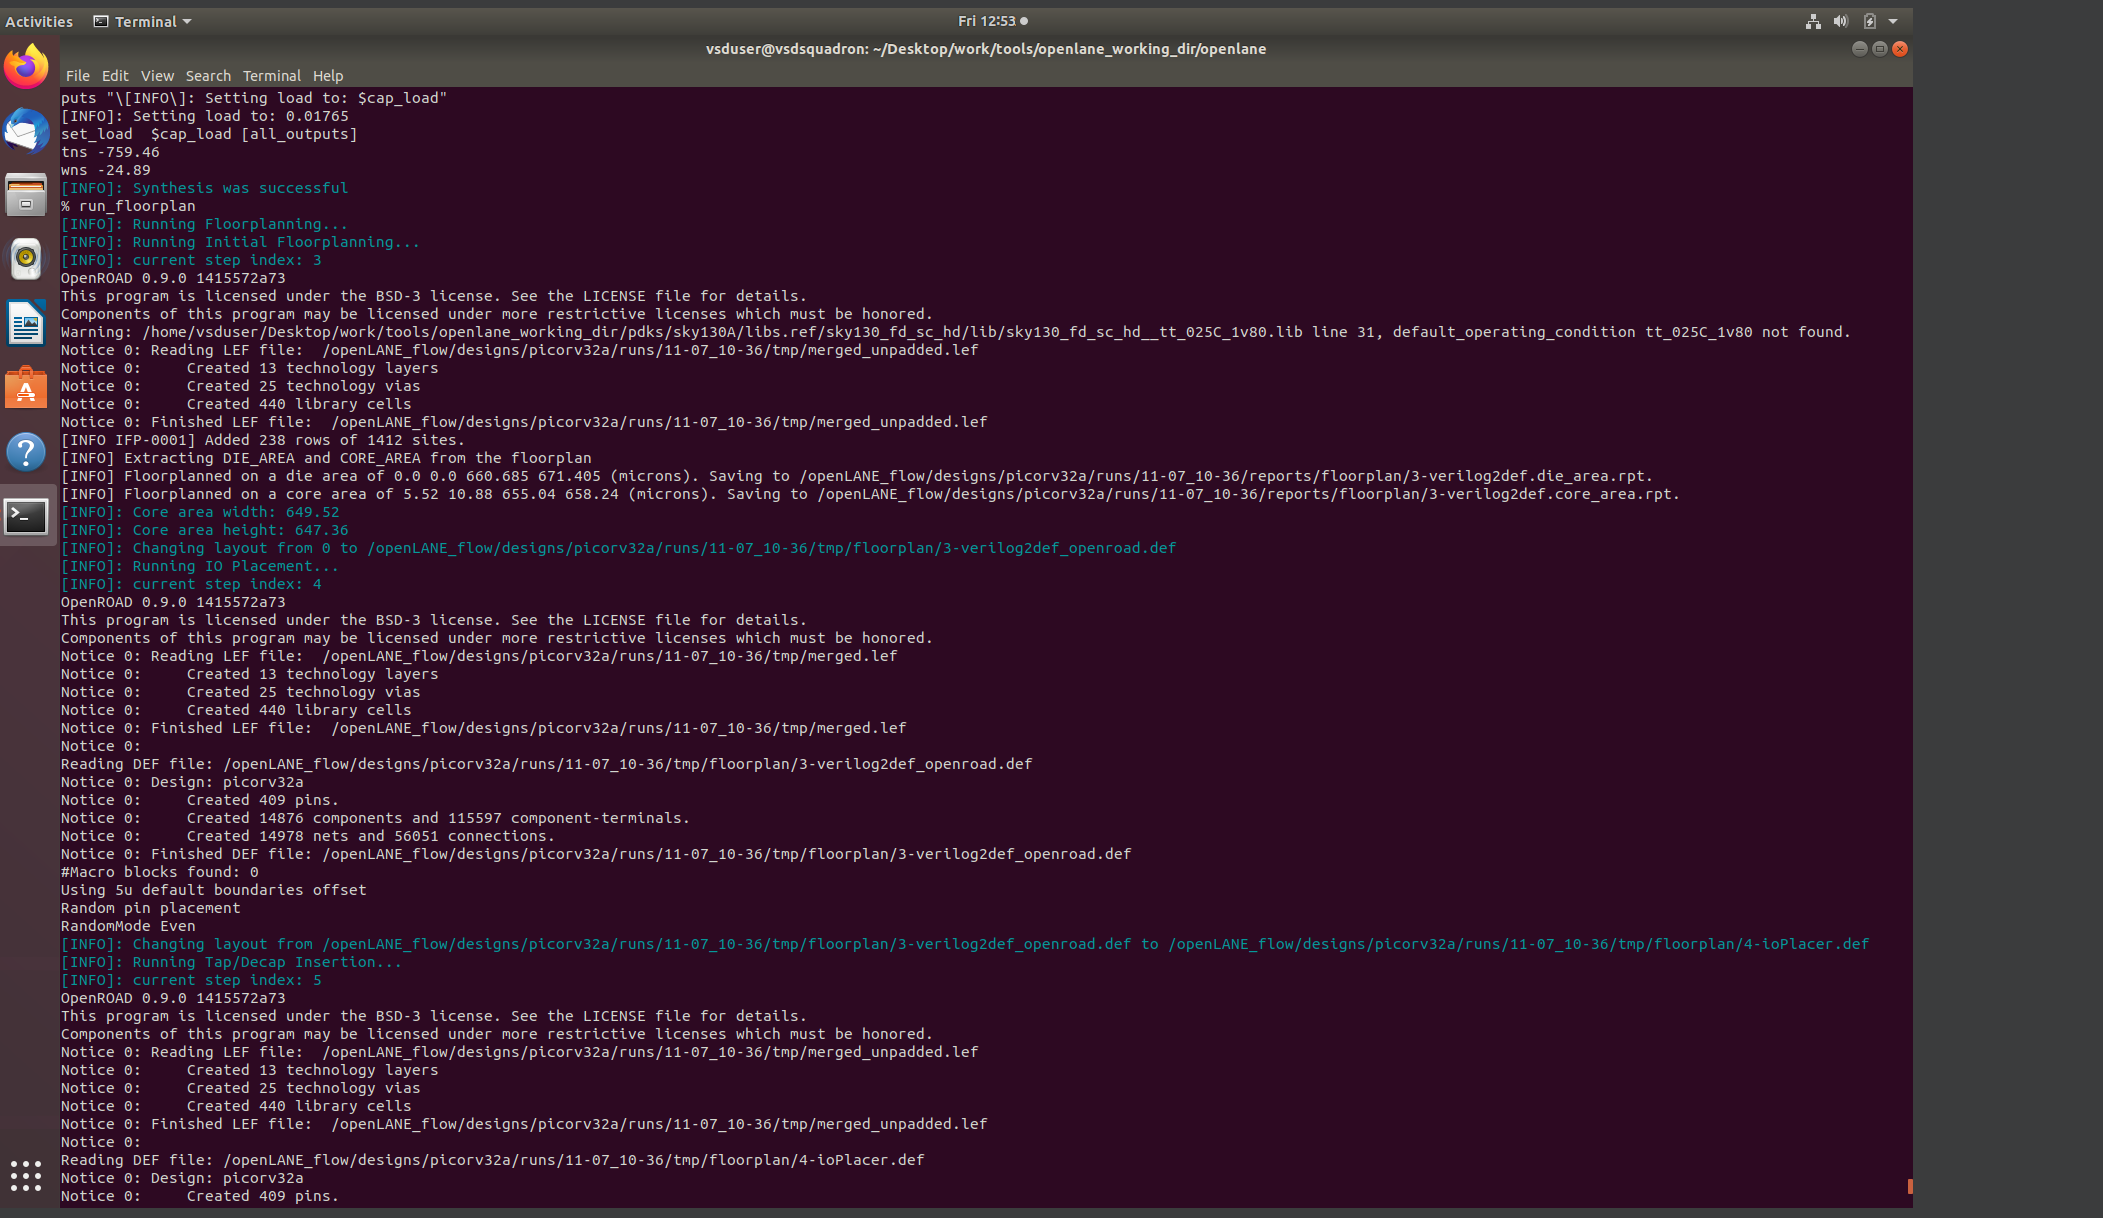 Activities Terminal Fri 12:53
vsduser@vsdsquadron: ~/Desktop/work/tools/openlane_working_dir/openlane
File Edit View Search Terminal Help
puts "\[INFO\]: Setting load to: $cap_load"
[INFO]: Setting load to: 0.01765
set_load  $cap_load [all_outputs]
tns -759.46
wns -24.89
[INFO]: Synthesis was successful
% run_floorplan
[INFO]: Running Floorplanning...
[INFO]: Running Initial Floorplanning...
[INFO]: current step index: 3
OpenROAD 0.9.0 1415572a73
This program is licensed under the BSD-3 license. See the LICENSE file for details.
Components of this program may be licensed under more restrictive licenses which must be honored.
Warning: /home/vsduser/Desktop/work/tools/openlane_working_dir/pdks/sky130A/libs.ref/sky130_fd_sc_hd/lib/sky130_fd_sc_hd__tt_025C_1v80.lib line 31, default_operating_condition tt_025C_1v80 not found.
Notice 0: Reading LEF file:  /openLANE_flow/designs/picorv32a/runs/11-07_10-36/tmp/merged_unpadded.lef
Notice 0:     Created 13 technology layers
Notice 0:     Created 25 technology vias
Notice 0:     Created 440 library cells
Notice 0: Finished LEF file:  /openLANE_flow/designs/picorv32a/runs/11-07_10-36/tmp/merged_unpadded.lef
[INFO IFP-0001] Added 238 rows of 1412 sites.
[INFO] Extracting DIE_AREA and CORE_AREA from the floorplan
[INFO] Floorplanned on a die area of 0.0 0.0 660.685 671.405 (microns). Saving to /openLANE_flow/designs/picorv32a/runs/11-07_10-36/reports/floorplan/3-verilog2def.die_area.rpt.
[INFO] Floorplanned on a core area of 5.52 10.88 655.04 658.24 (microns). Saving to /openLANE_flow/designs/picorv32a/runs/11-07_10-36/reports/floorplan/3-verilog2def.core_area.rpt.
[INFO]: Core area width: 649.52
[INFO]: Core area height: 647.36
[INFO]: Changing layout from 0 to /openLANE_flow/designs/picorv32a/runs/11-07_10-36/tmp/floorplan/3-verilog2def_openroad.def
[INFO]: Running IO Placement...
[INFO]: current step index: 4
OpenROAD 0.9.0 1415572a73
This program is licensed under the BSD-3 license. See the LICENSE file for details.
Components of this program may be licensed under more restrictive licenses which must be honored.
Notice 0: Reading LEF file:  /openLANE_flow/designs/picorv32a/runs/11-07_10-36/tmp/merged.lef
Notice 0:     Created 13 technology layers
Notice 0:     Created 25 technology vias
Notice 0:     Created 440 library cells
Notice 0: Finished LEF file:  /openLANE_flow/designs/picorv32a/runs/11-07_10-36/tmp/merged.lef
Notice 0:
Reading DEF file: /openLANE_flow/designs/picorv32a/runs/11-07_10-36/tmp/floorplan/3-verilog2def_openroad.def
Notice 0: Design: picorv32a
Notice 0:     Created 409 pins.
Notice 0:     Created 14876 components and 115597 component-terminals.
Notice 0:     Created 14978 nets and 56051 connections.
Notice 0: Finished DEF file: /openLANE_flow/designs/picorv32a/runs/11-07_10-36/tmp/floorplan/3-verilog2def_openroad.def
#Macro blocks found: 0
Using 5u default boundaries offset
Random pin placement
RandomMode Even
[INFO]: Changing layout from /openLANE_flow/designs/picorv32a/runs/11-07_10-36/tmp/floorplan/3-verilog2def_openroad.def to /openLANE_flow/designs/picorv32a/runs/11-07_10-36/tmp/floorplan/4-ioPlacer.def
[INFO]: Running Tap/Decap Insertion...
[INFO]: current step index: 5
OpenROAD 0.9.0 1415572a73
This program is licensed under the BSD-3 license. See the LICENSE file for details.
Components of this program may be licensed under more restrictive licenses which must be honored.
Notice 0: Reading LEF file:  /openLANE_flow/designs/picorv32a/runs/11-07_10-36/tmp/merged_unpadded.lef
Notice 0:     Created 13 technology layers
Notice 0:     Created 25 technology vias
Notice 0:     Created 440 library cells
Notice 0: Finished LEF file:  /openLANE_flow/designs/picorv32a/runs/11-07_10-36/tmp/merged_unpadded.lef
Notice 0:
Reading DEF file: /openLANE_flow/designs/picorv32a/runs/11-07_10-36/tmp/floorplan/4-ioPlacer.def
Notice 0: Design: picorv32a
Notice 0:     Created 409 pins.